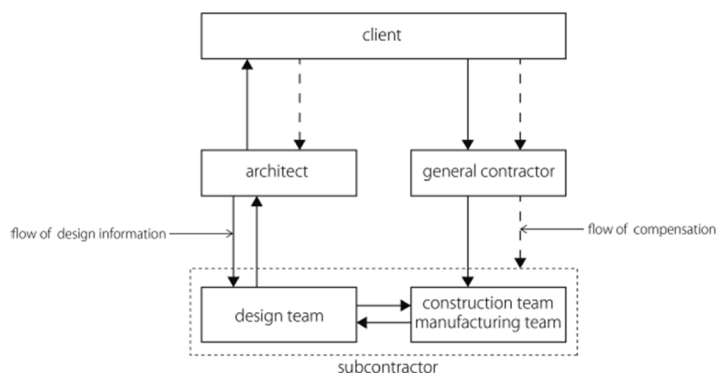 client
architect
general contractor
flow of design information
flow of compensation
design team
construction team
manufacturing team
subcontractor